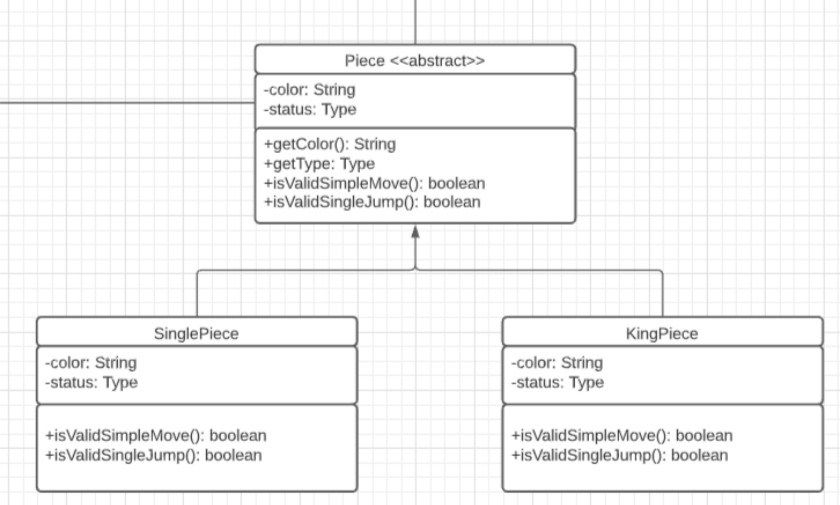 Piece <<abstract>>
-color: String
-status: Type
+getColor(): String
+getType: Type
+isValidSimpleMove(): boolean
+isValidSingleJump(): boolean
SinglePiece
-color: String
-status: Type
+isValidSimpleMove(): boolean
+isValidSingleJump(): boolean
KingPiece
-color: String
-status: Type
+isValidSimpleMove(): boolean
+isValidSingleJump(): boolean